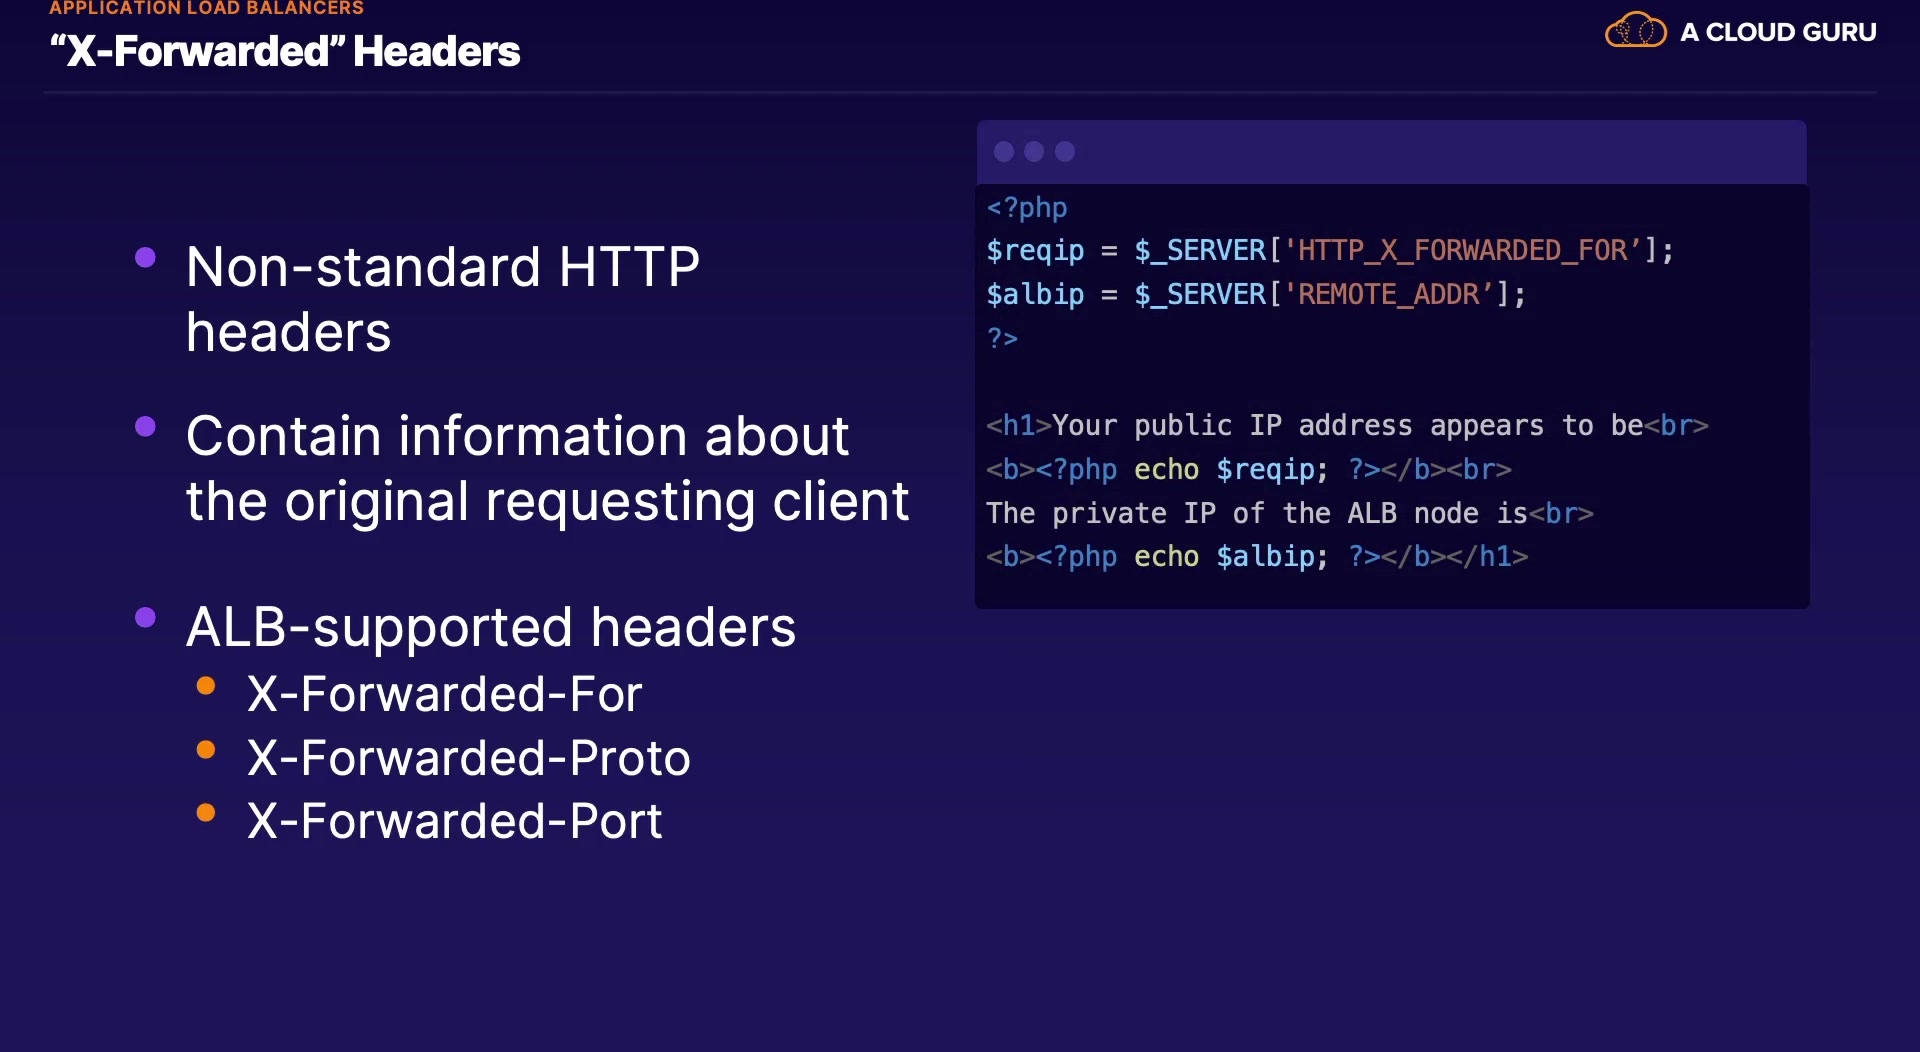 APPLICATION LOAD BALANCERS
“X-Forwarded” Headers
A CLOUD GURU
Non-standard HTTP
headers
Contain information about
the original requesting client
ALB-supported headers
X-Forwarded-For
X-Forwarded-Proto
X-Forwarded-Port
<?php
$reqip = $_SERVER['HTTP_X_FORWARDED_FOR’];
$albip = $_SERVER['REMOTE_ADDR’];
?>
<h1>Your public IP address appears to be<br>
<b><?php echo $reqip; ?></b><br>
The private IP of the ALB node is<br>
<b><?php echo $albip; ?></b></h1>